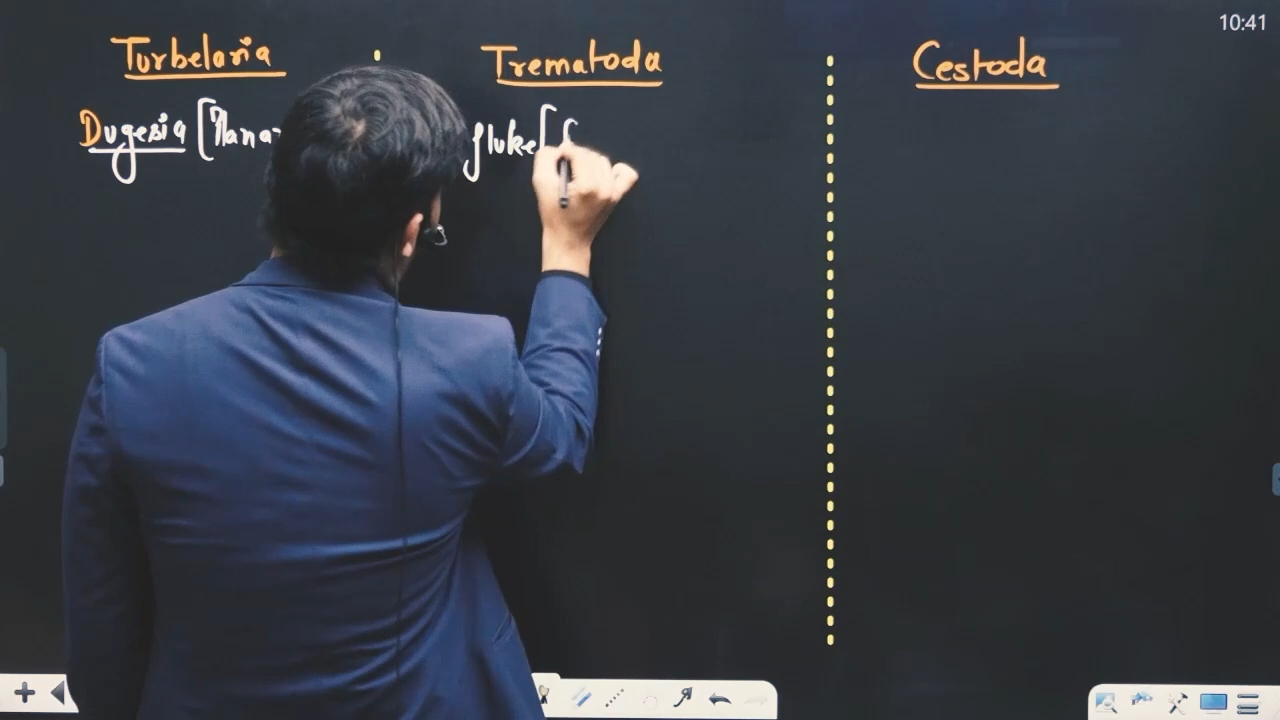 10:41
Turbelaria
Trematoda
Cestoda
Dugesia [Plana
fluke [f